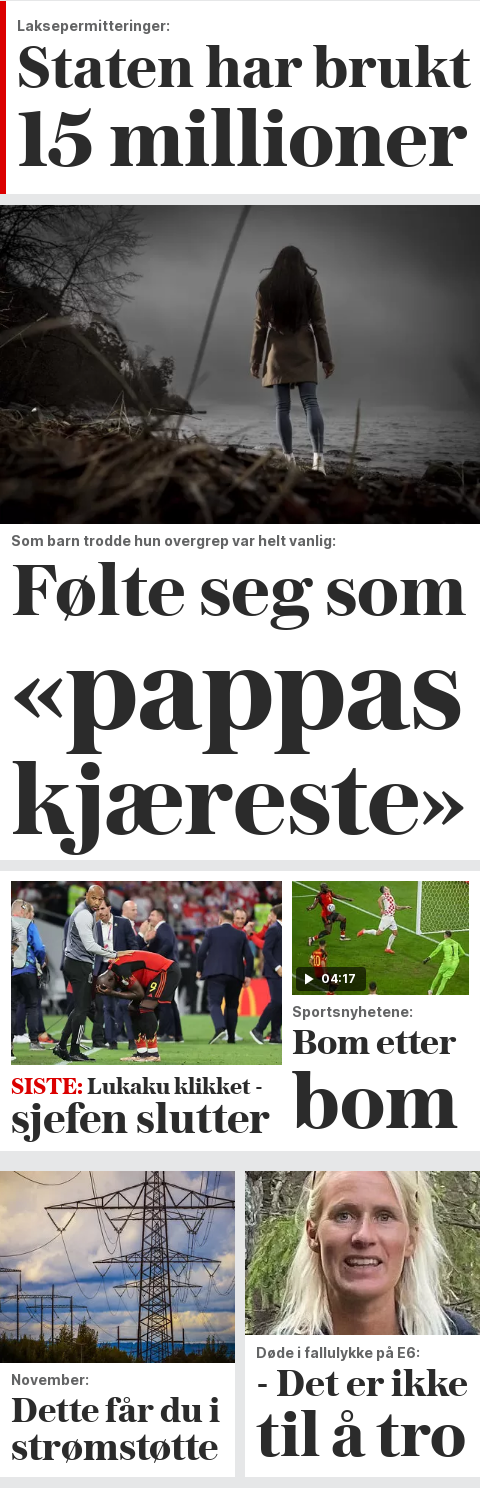 Laksepermitteringer:
Staten har brukt
15 millioner
Som barn trodde hun overgrep var helt vanlig:
Følte seg som
«pappas
kjæreste»
SISTE: Lukaku klikket -
sjefen slutter
04:17
Sportsnyhetene:
Bom etter
bom
November:
Dette får du i
strømstøtte
Døde i fallulykke på E6:
- Det er ikke
til å tro